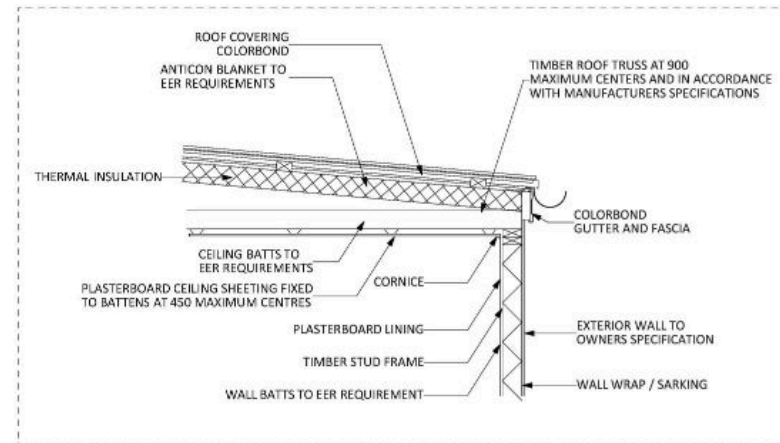 ROOF COVERING
COLORBOND
ANTICON BLANKET TO
EER REQUIREMENTS
TIMBER ROOF TRUSS AT 900
MAXIMUM CENTERS AND IN ACCORDANCE
WITH MANUFACTURERS SPECIFICATIONS
THERMAL INSULATION
COLORBOND
GUTTER AND FASCIA
CEILING BATTS TO
EER REQUIREMENTS
PLASTERBOARD CEILING SHEETING FIXED
TO BATTENS AT 450 MAXIMUM CENTRES
CORNICE
PLASTERBOARD LINING
EXTERIOR WALL TO
OWNERS SPECIFICATION
TIMBER STUD FRAME
WALL BATTS TO EER REQUIREMENT
WALL WRAP / SARKING